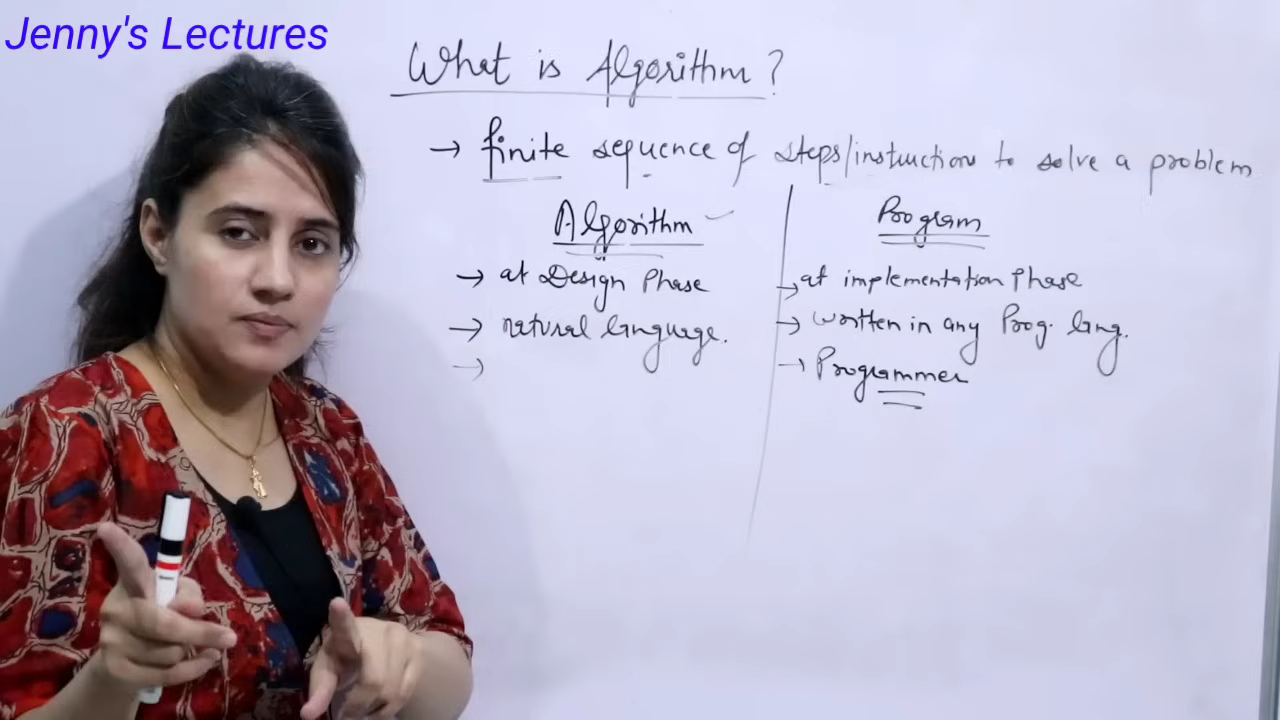 Jenny's Lectures
What is Algorithm?
→ finite sequence of steps/instructions to solve a problem
Algorithm
→ at Design Phase
→ natural language.
→
Program
→ at implementation Phase
→ written in any Prog. lang.
→ Programmer